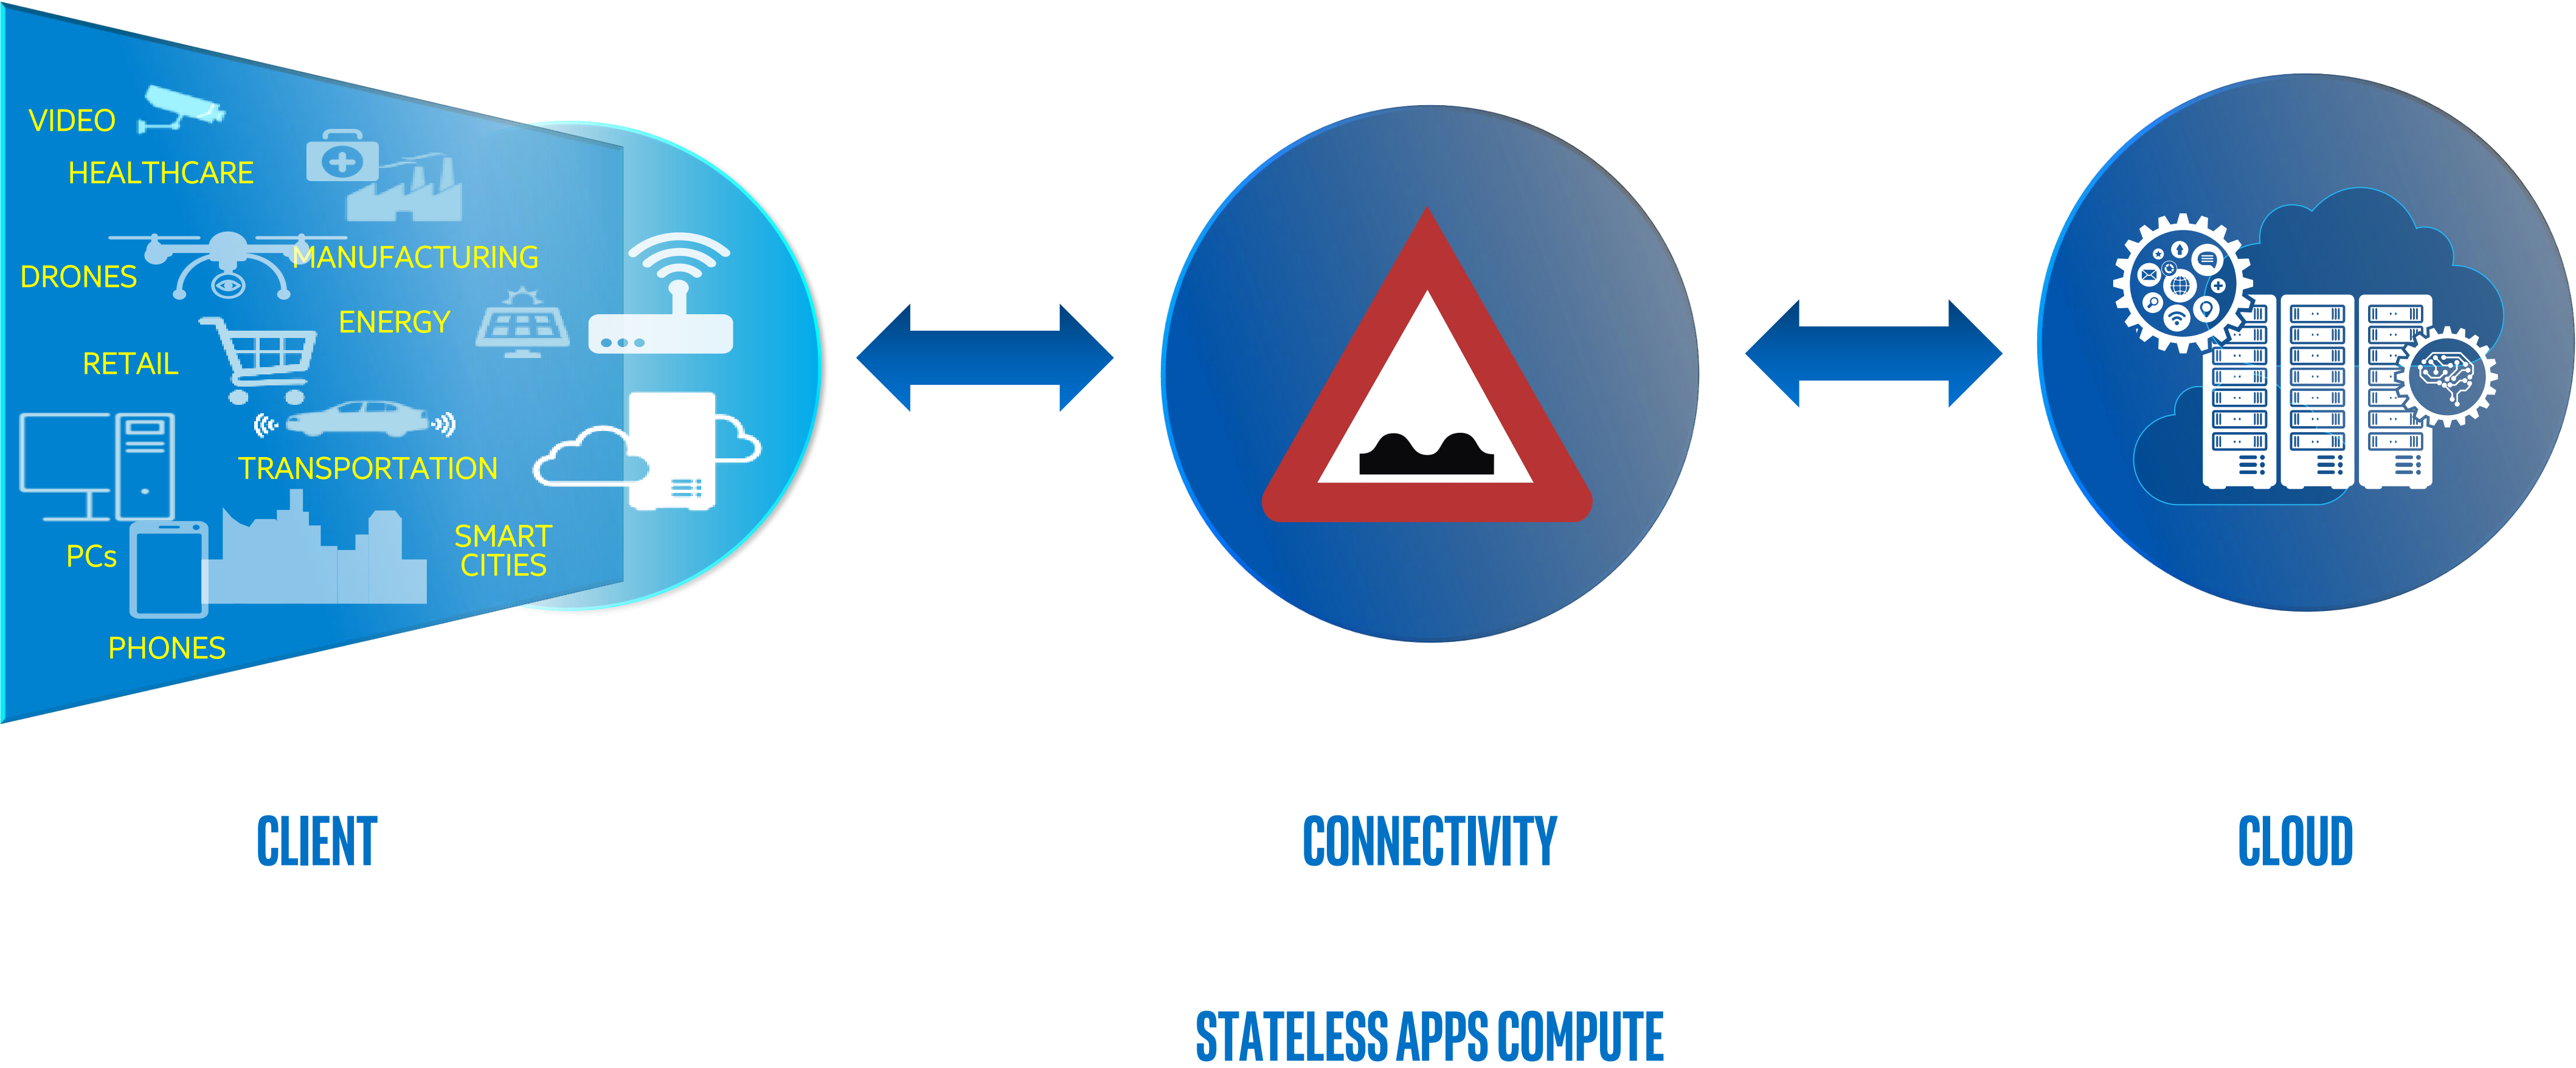 VIDEO
HEALTHCARE
MANUFACTURING
DRONES
ENERGY
RETAIL
TRANSPORTATION
SMART
CITIES
PCs
PHONES
CLIENT
CONNECTIVITY
CLOUD
STATELESS APPS COMPUTE